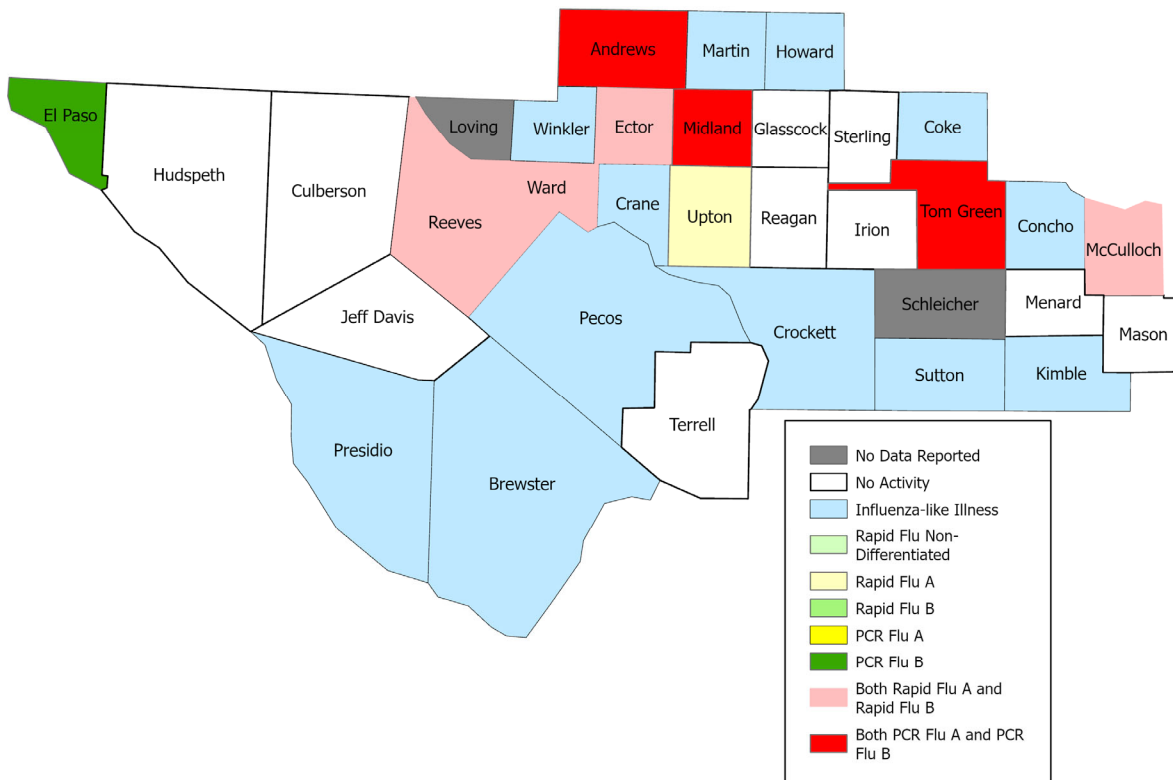 Andrews
Martin
Howard
El Paso
Hudspeth
Culberson
Loving
Winkler
Ector
Midland
Glasscock
Sterling
Coke
Reeves
Ward
Crane
Upton
Reagan
Irion
Tom Green
Concho
McCulloch
Jeff Davis
Pecos
Crockett
Schleicher
Menard
Mason
Sutton
Kimble
Terrell
Presidio
Brewster
No Data Reported
No Activity
Influenza-like Illness
Rapid Flu Non-
Differentiated
Rapid Flu A
Rapid Flu B
PCR Flu A
PCR Flu B
Both Rapid Flu A and
Rapid Flu B
Both PCR Flu A and PCR
Flu B